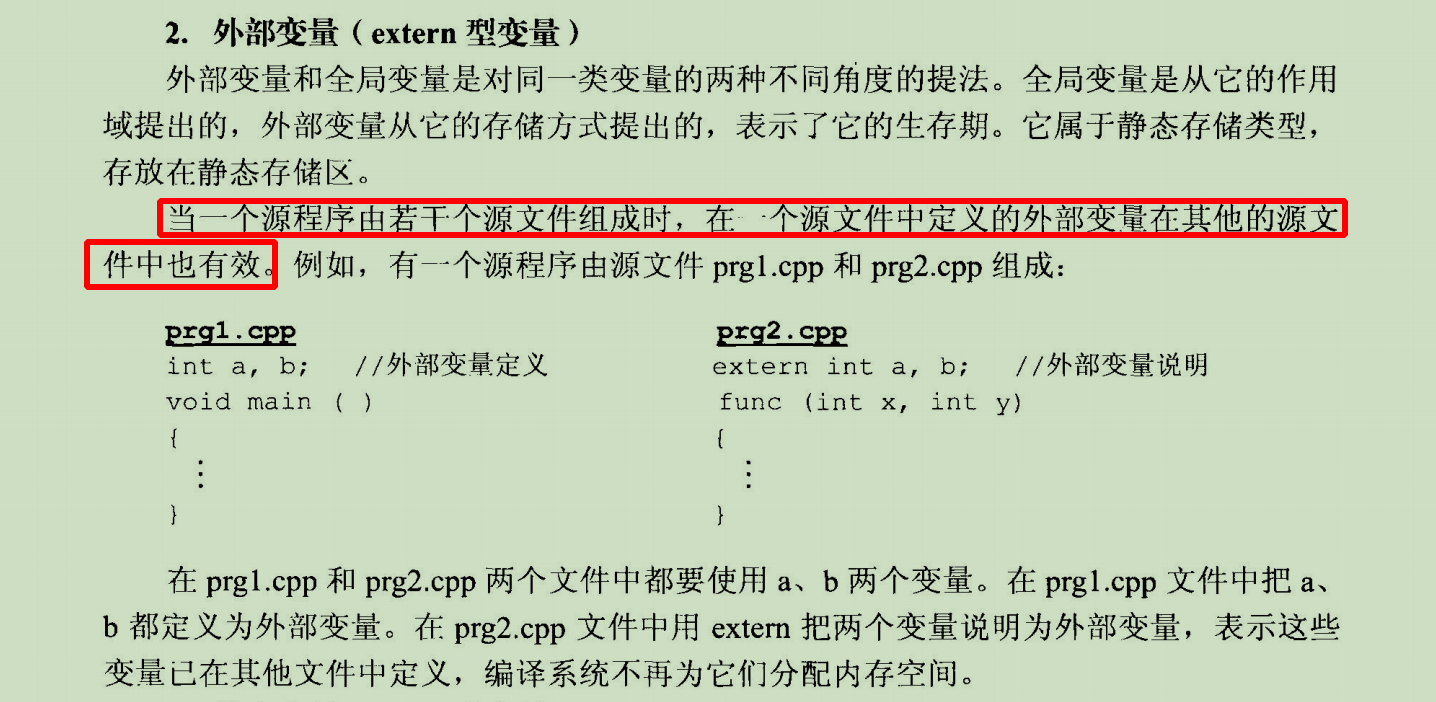 2. 外部变量（extern 型变量）
外部变量和全局变量是对同一类变量的两种不同角度的提法。全局变量是从它的作用
域提出的，外部变量从它的存储方式提出的，表示了它的生存期。它属于静态存储类型，
存放在静态存储区。
当一个源程序由若干个源文件组成时，在一个源文件中定义的外部变量在其他的源文
件中也有效。例如，有一个源程序由源文件 prg1.cpp 和 prg2.cpp 组成：
prg1.cpp prg2.cpp
int a, b; //外部变量定义 extern int a, b; //外部变量说明
void main ( ) func (int x, int y)
{ {
⋮ ⋮
} }
在 prg1.cpp 和 prg2.cpp 两个文件中都要使用 a、b 两个变量。在 prg1.cpp 文件中把 a、
b 都定义为外部变量。在 prg2.cpp 文件中用 extern 把两个变量说明为外部变量，表示这些
变量已在其他文件中定义，编译系统不再为它们分配内存空间。